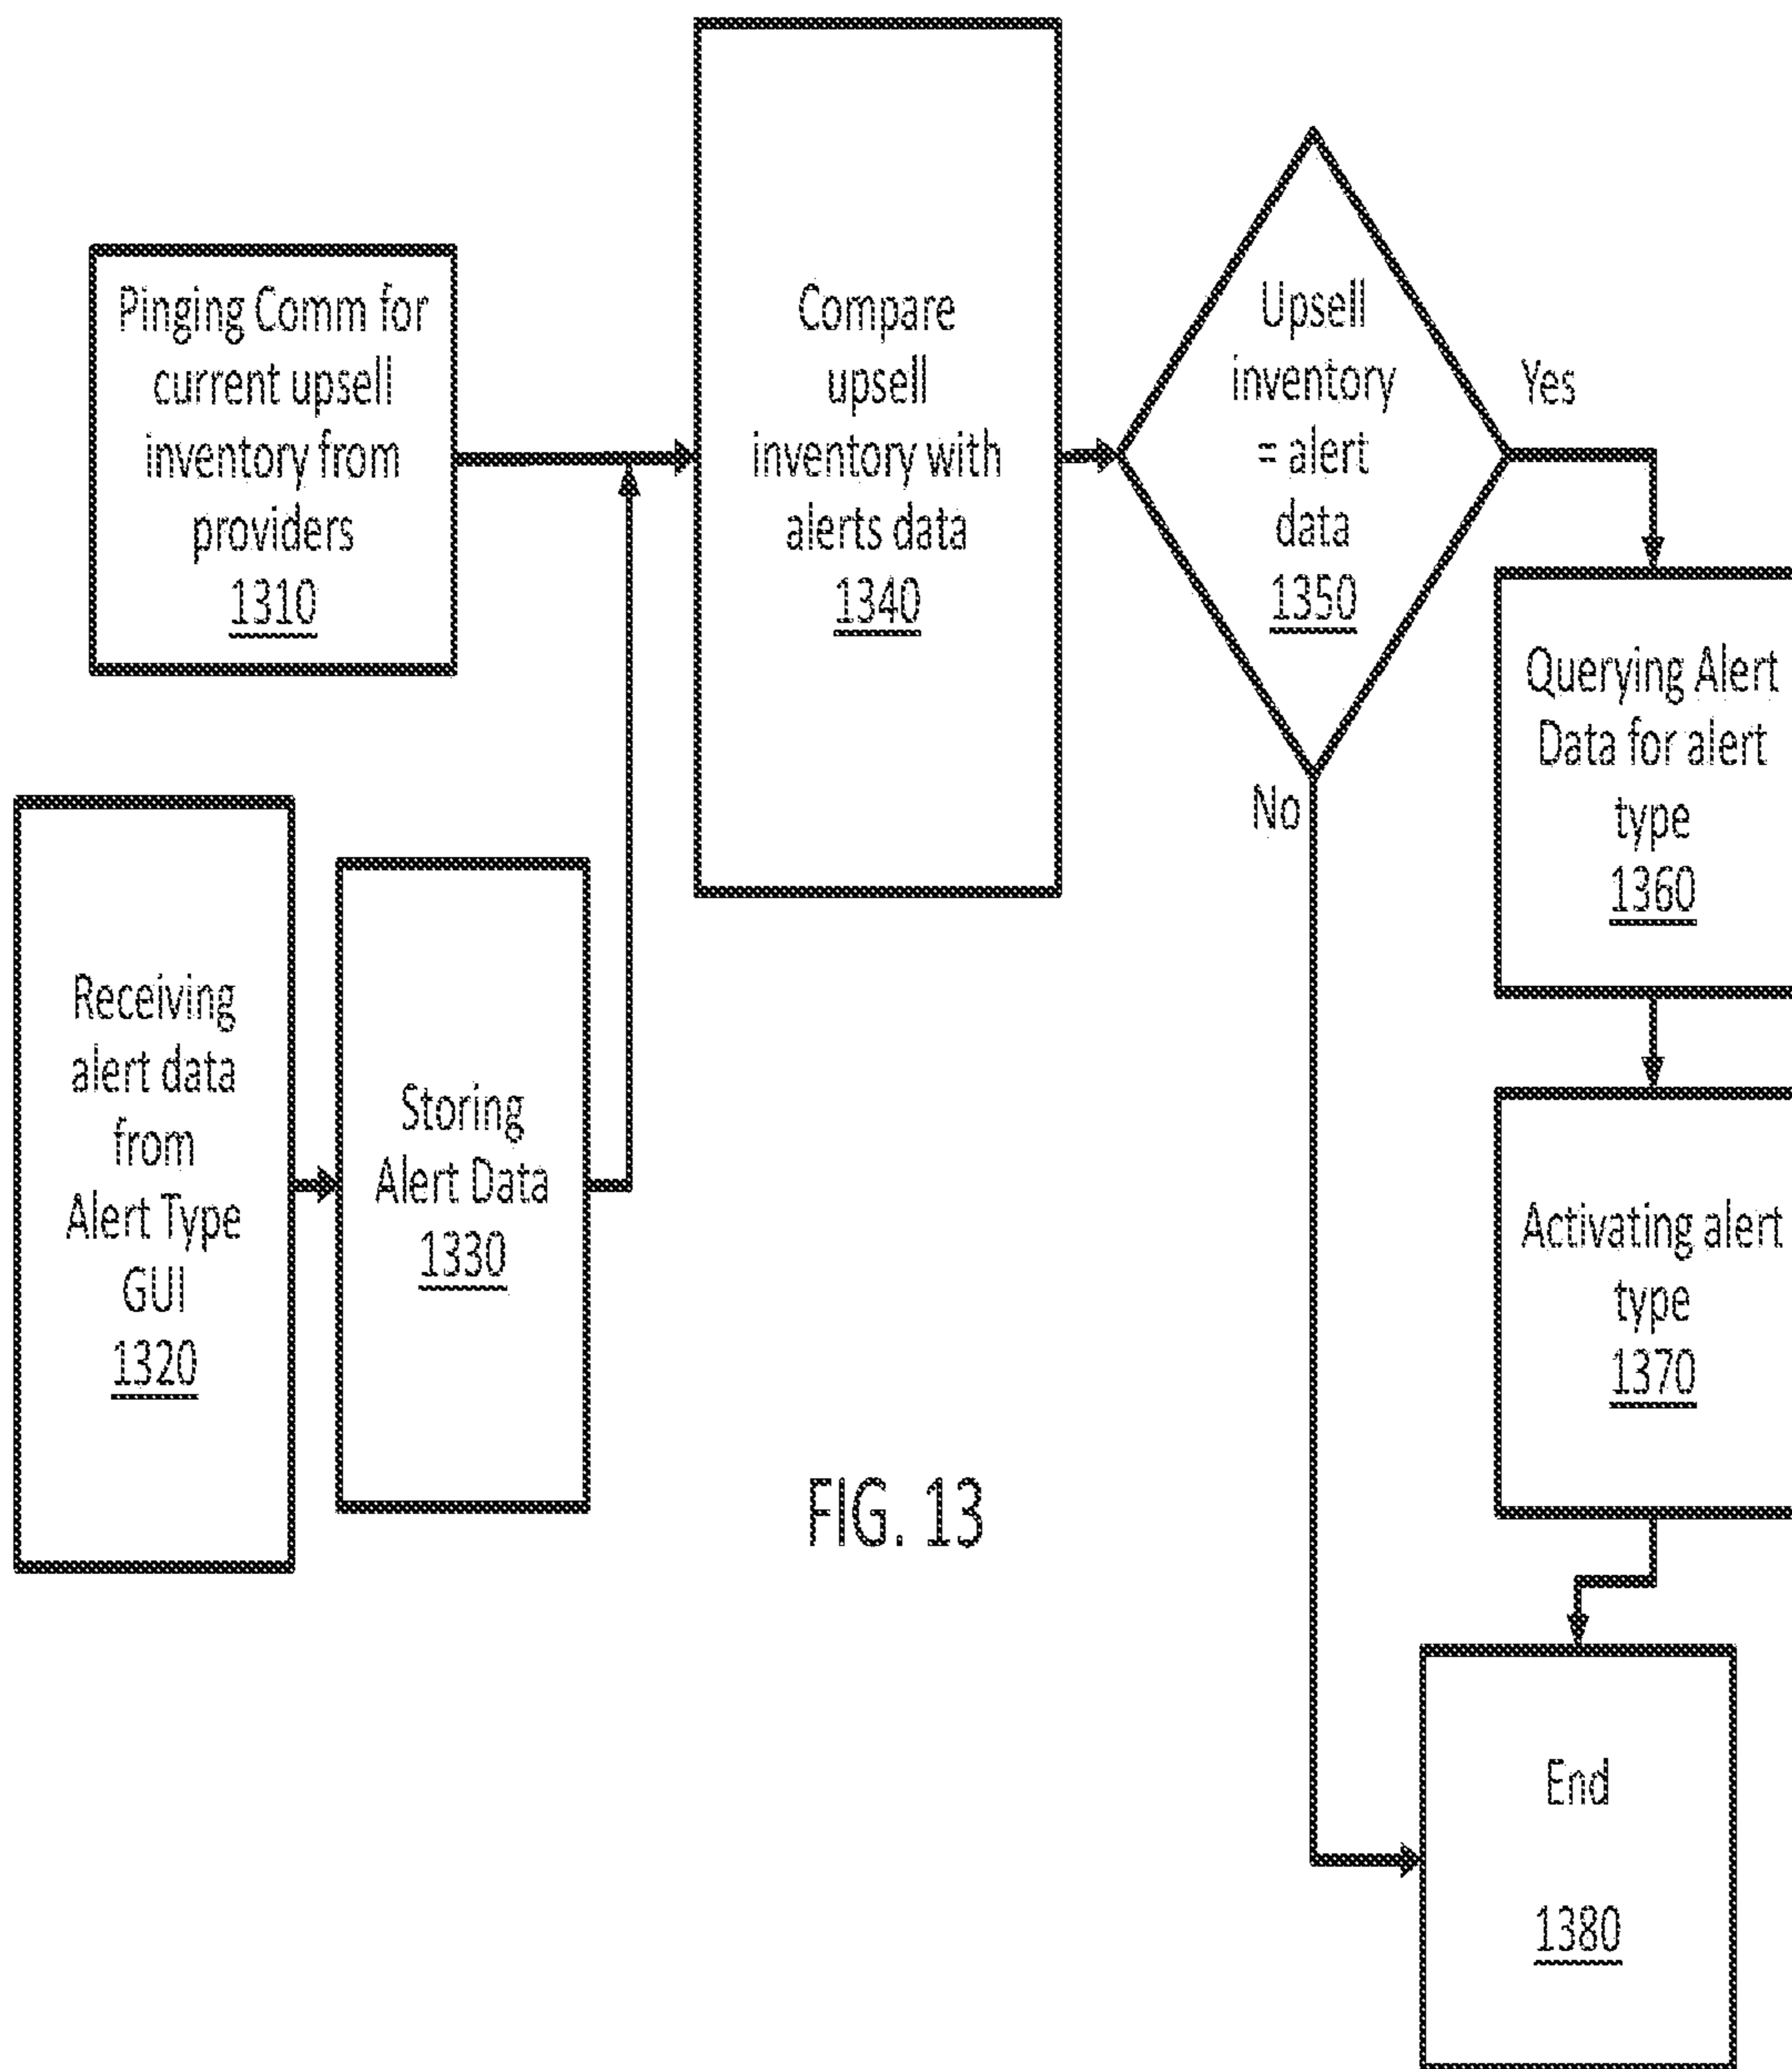 Pinging Comm for
current upsell
inventory from
providers
1310
Receiving
alert data
from
Alert Type
GUI
1320
Storing
Alert Data
1330
Compare
upsell
inventory with
alerts data
1340
Upsell
inventory
= alert
data
1350
Yes
No
Querying Alert
Data for alert
type
1360
Activating alert
type
1370
End
1380
FIG. 13